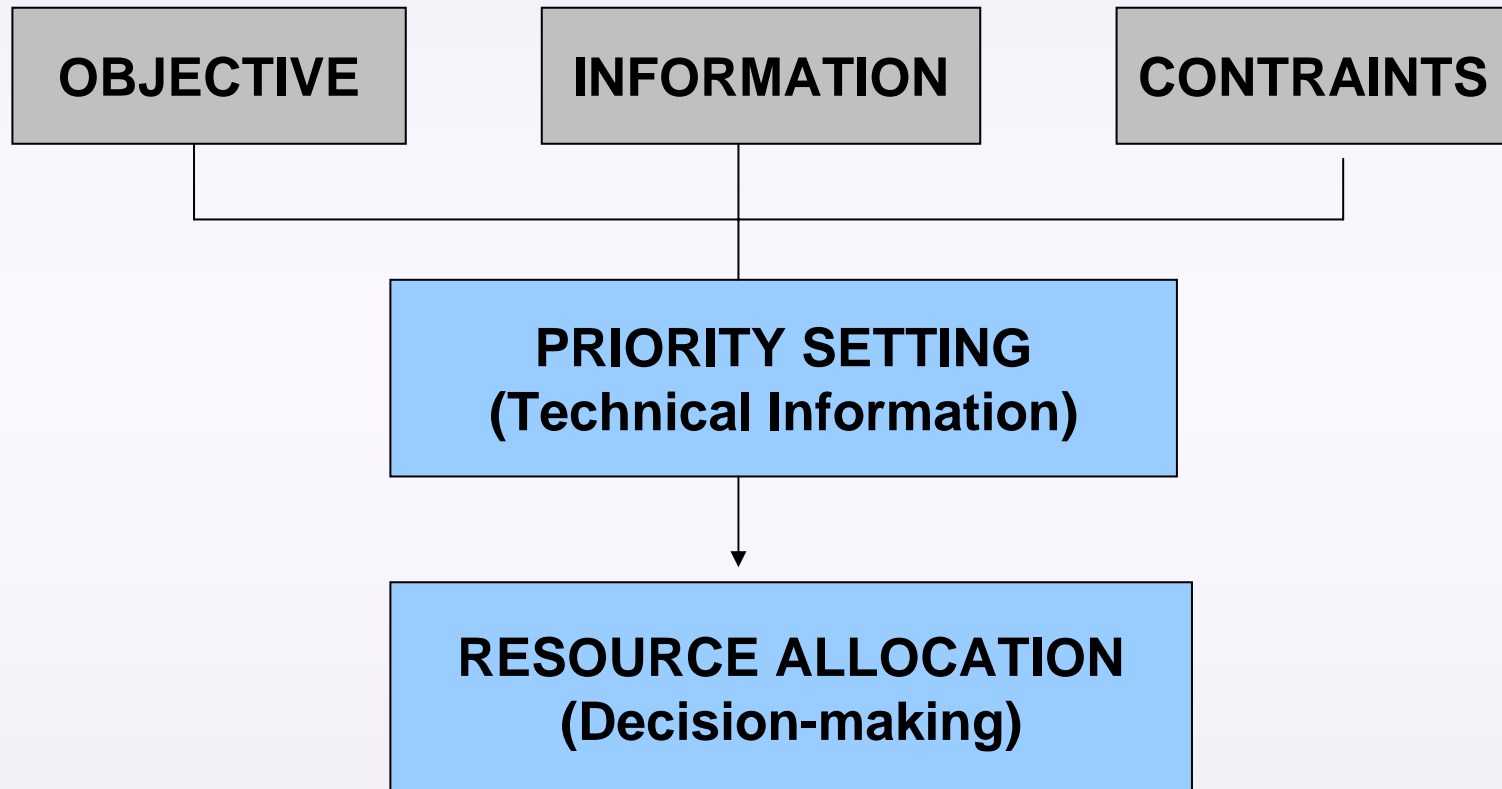 OBJECTIVE
INFORMATION
CONTRAINTS
PRIORITY SETTING
(Technical Information)
RESOURCE ALLOCATION
(Decision-making)